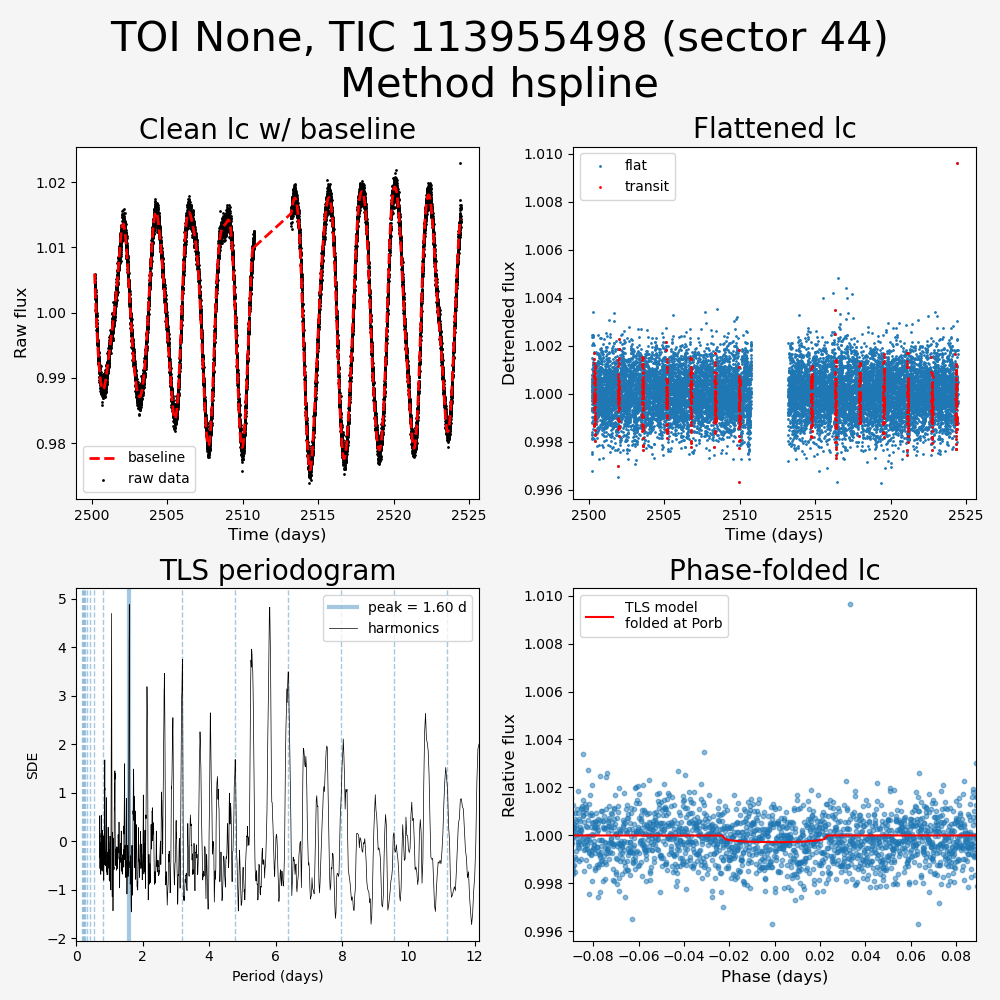 TOI None, TIC 113955498 (sector 44)
Method hspline
Clean lc w/ baseline
Raw flux
1.02
1.01
1.00
0.99
0.98
baseline
raw data
2500
2505
2510
2515
2520
2525
Time (days)
Flattened lc
Detrended flux
1.010
1.008
1.006
1.004
1.002
1.000
0.998
0.996
flat
transit
2500
2505
2510
2515
2520
2525
Time (days)
TLS periodogram
SDE
5
4
3
2
1
0
−1
−2
peak = 1.60 d
harmonics
0
2
4
6
8
10
12
Period (days)
Phase-folded lc
Relative flux
1.010
1.008
1.006
1.004
1.002
1.000
0.998
0.996
TLS model
folded at Porb
−0.08
−0.06
−0.04
−0.02
0.00
0.02
0.04
0.06
0.08
Phase (days)